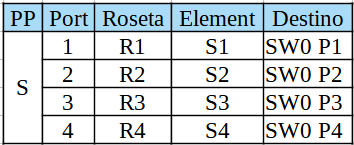 PP Port Roseta Element Destino
S
1 R1 S1 SW0 P1
2 R2 S2 SW0 P2
3 R3 S3 SW0 P3
4 R4 S4 SW0 P4